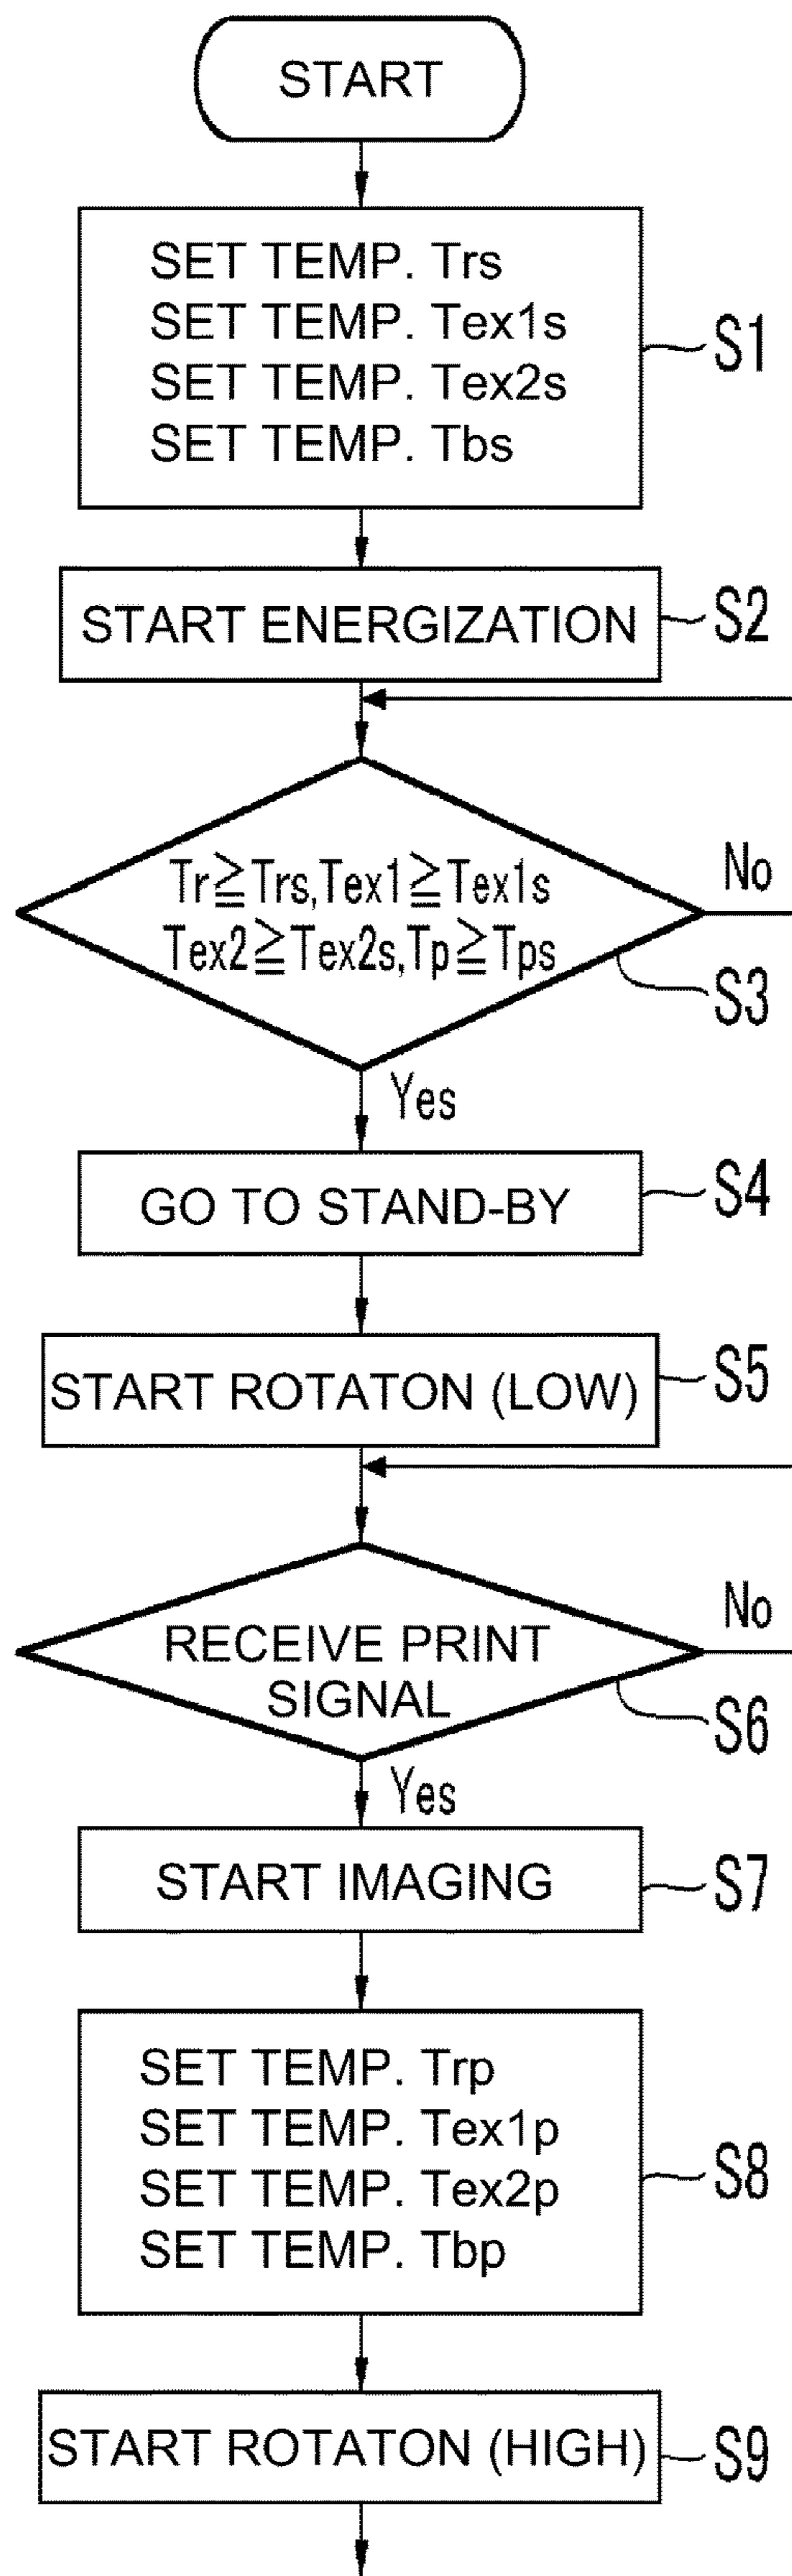 START
SET TEMP. Trs
SET TEMP. Tex1s
SET TEMP. Tex2s
SET TEMP. Tbs
S1
START ENERGIZATION
S2
Tr≧Trs,Tex1≧Tex1s
Tex2≧Tex2s,Tp≧Tps
No
S3
Yes
GO TO STAND-BY
S4
START ROTATON (LOW)
S5
RECEIVE PRINT
SIGNAL
No
S6
Yes
START IMAGING
S7
SET TEMP. Trp
SET TEMP. Tex1p
SET TEMP. Tex2p
SET TEMP. Tbp
S8
START ROTATON (HIGH)
S9